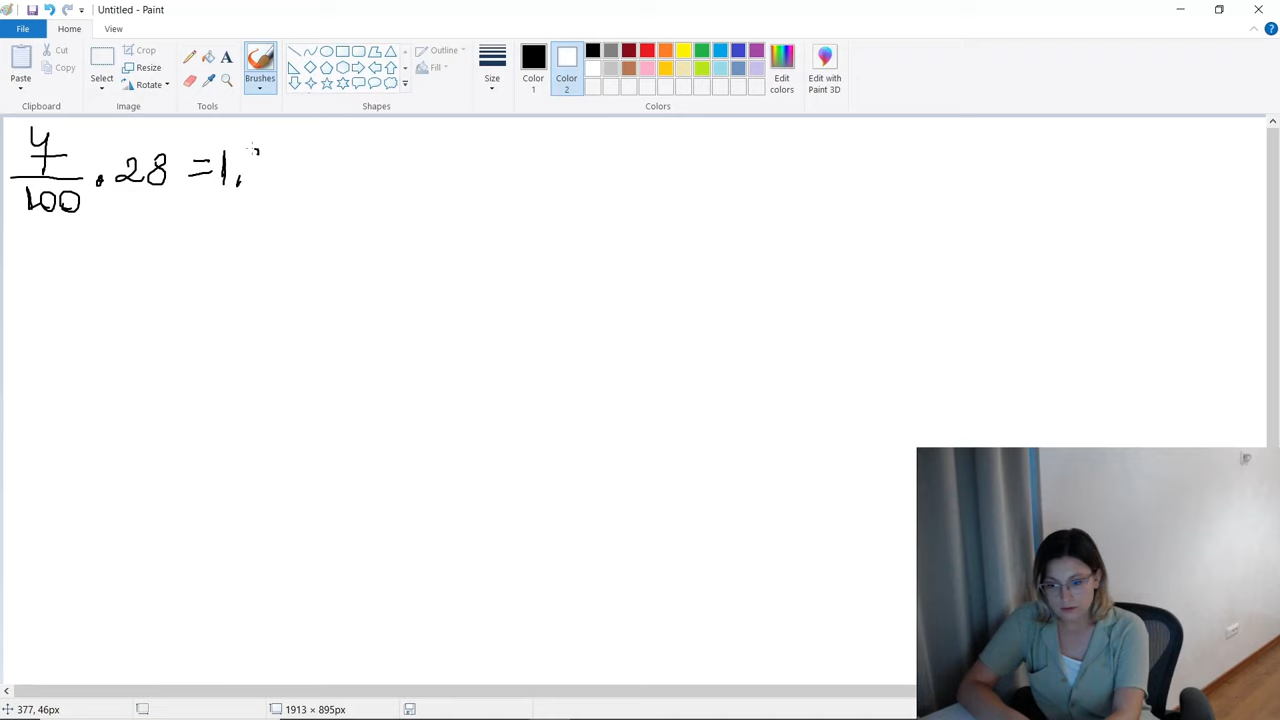 Untitled - Paint
File Home View
Paste
Cut
Copy
Clipboard
Select
Crop
Resize
Rotate
Image
A
Tools
Brushes
Outline
Fill
Shapes
Size
Color
1
Color
2
Edit
colors
Colors
Edit with
Paint 3D
4
100
. 28 = 1,
377, 46px
1913 × 895px